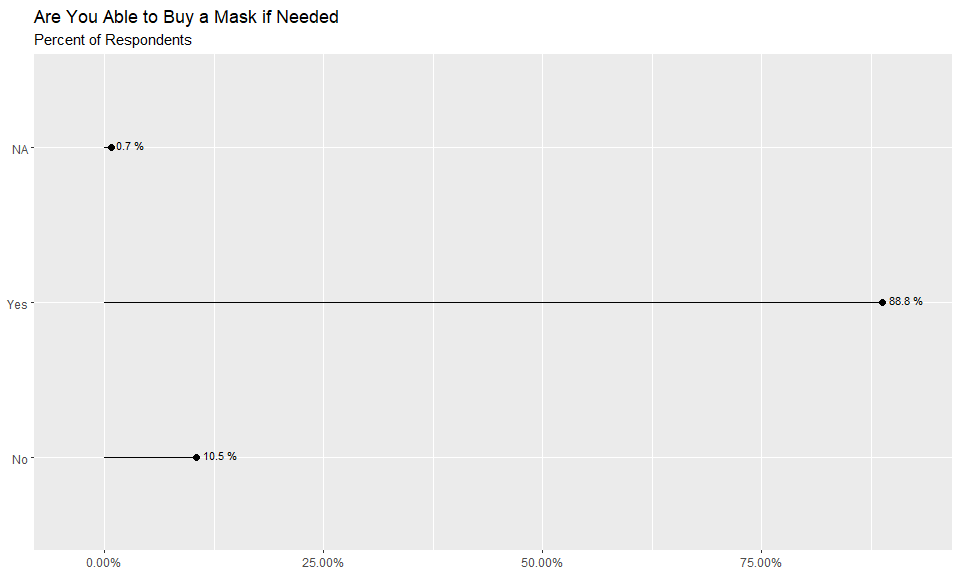 Are You Able to Buy a Mask if Needed
Percent of Respondents
NA
0.7 %
Yes
88.8 %
No
10.5 %
0.00%
25.00%
50.00%
75.00%